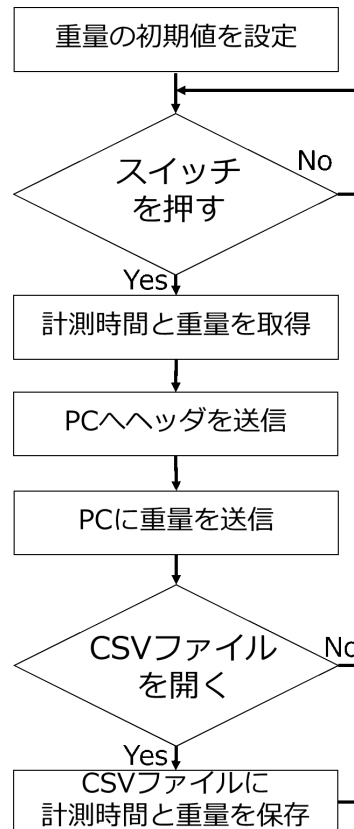 重量の初期値を設定
スイッチ
を押す
No
Yes
計測時間と重量を取得
PCへヘッダを送信
PCに重量を送信
CSVファイル
を開く
No
Yes
CSVファイルに
計測時間と重量を保存